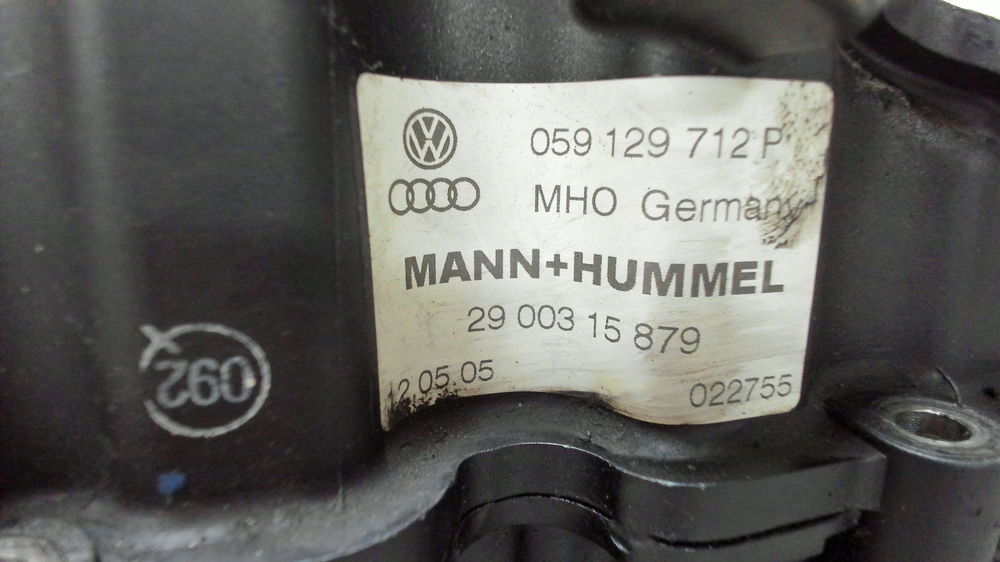 059 129 712 P
MHO Germany
MANN+HUMMEL
29 003 15 879
12.05.05
022755
092